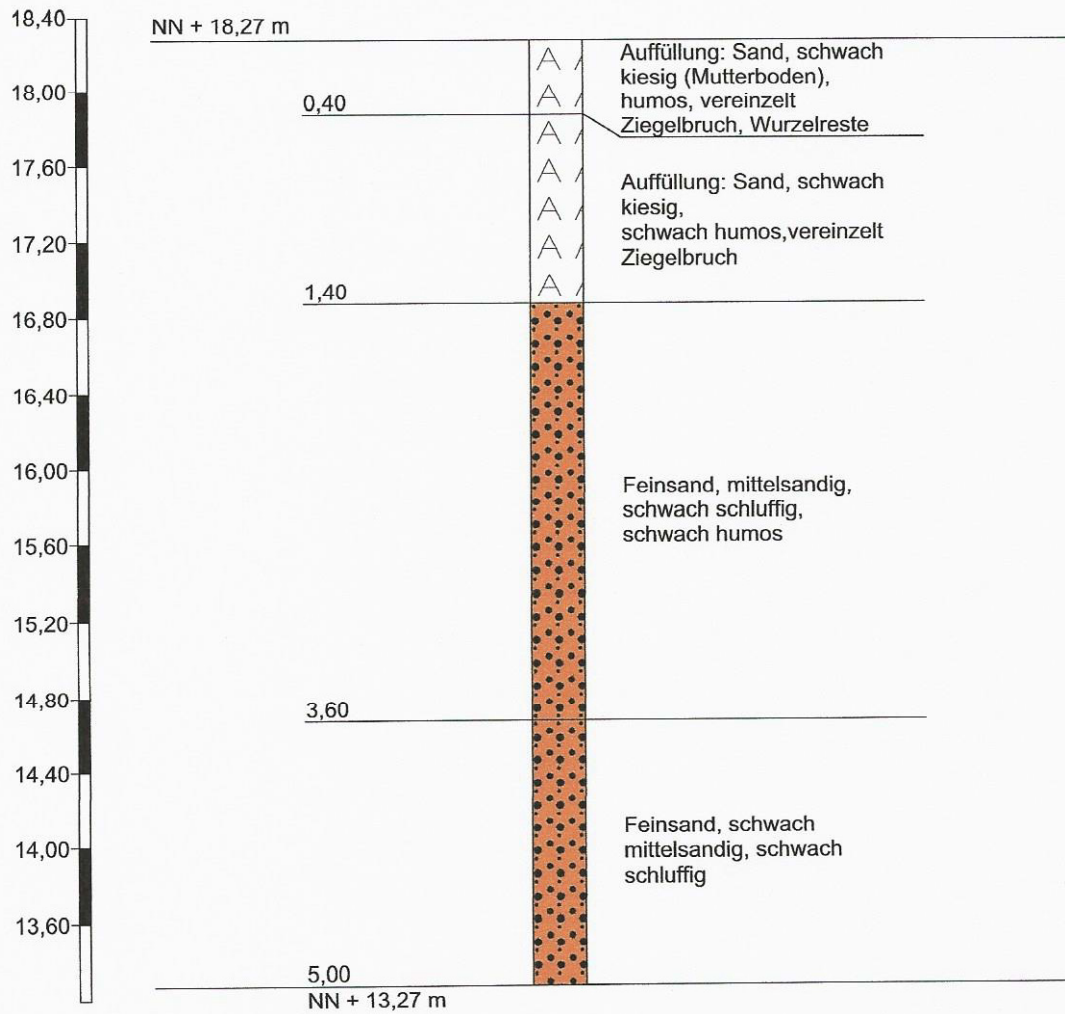 18,40
NN + 18,27 m
Auffüllung: Sand, schwach
kiesig (Mutterboden),
humos, vereinzelt
Ziegelbruch, Wurzelreste
18,00
0,40
17,60
Auffüllung: Sand, schwach
kiesig,
schwach humos,vereinzelt
Ziegelbruch
17,20
1,40
16,80
16,40
16,00
Feinsand, mittelsandig,
schwach schluffig,
schwach humos
15,60
15,20
14,80
3,60
14,40
14,00
Feinsand, schwach
mittelsandig, schwach
schluffig
13,60
5,00
NN + 13,27 m
A
A
A
A
A
A
A